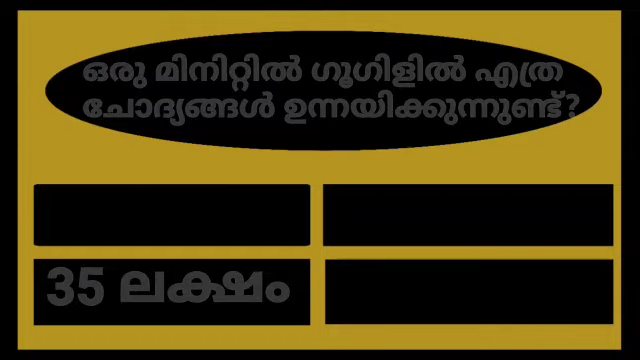 ഒരു മിനിറ്റിൽ ഗൂഗിളിൽ എത്ര
ചോദ്യങ്ങൾ ഉന്നയിക്കുന്നുണ്ട്?
35 ലക്ഷം